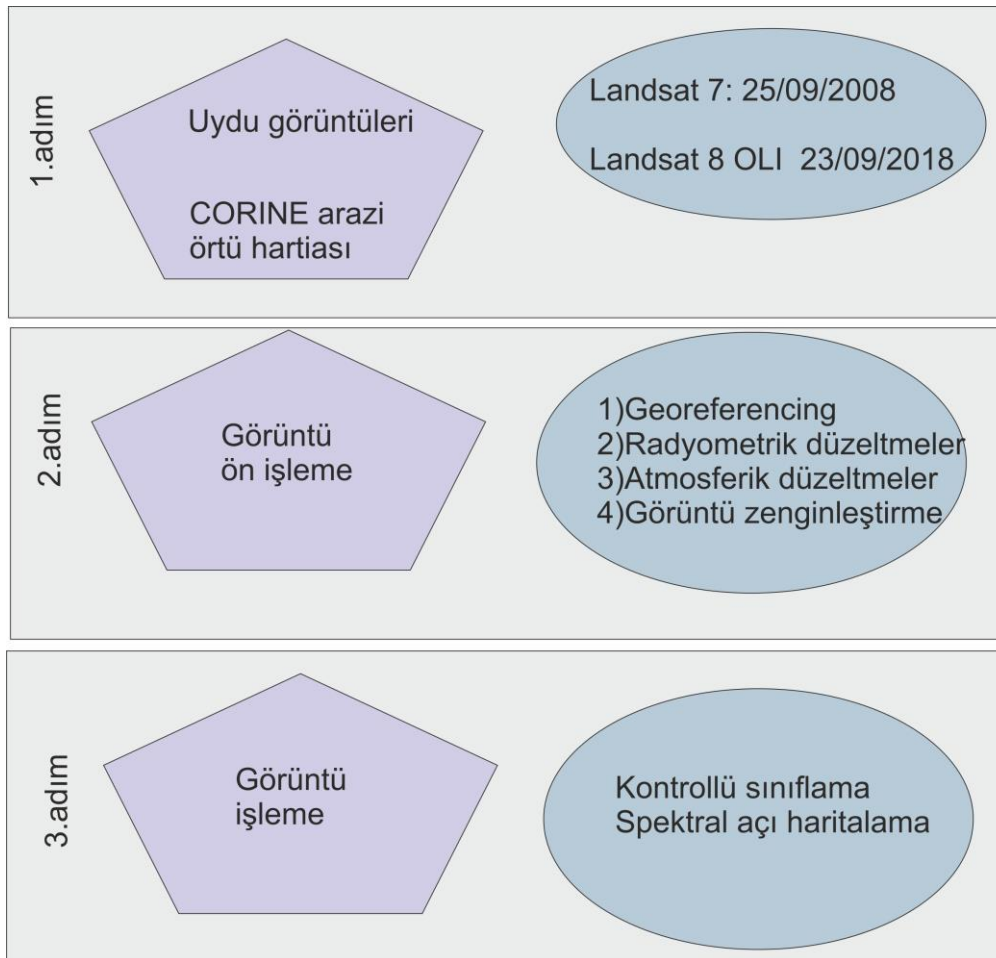 1.adım
Uydu görüntüleri
CORINE arazi
örtü hartiası
Landsat 7: 25/09/2008
Landsat 8 OLI  23/09/2018
2.adım
Görüntü
ön işleme
1)Georeferencing
2)Radyometrik düzeltmeler
3)Atmosferik düzeltmeler
4)Görüntü zenginleştirme
3.adım
Görüntü
işleme
Kontrollü sınıflama
Spektral açı haritalama